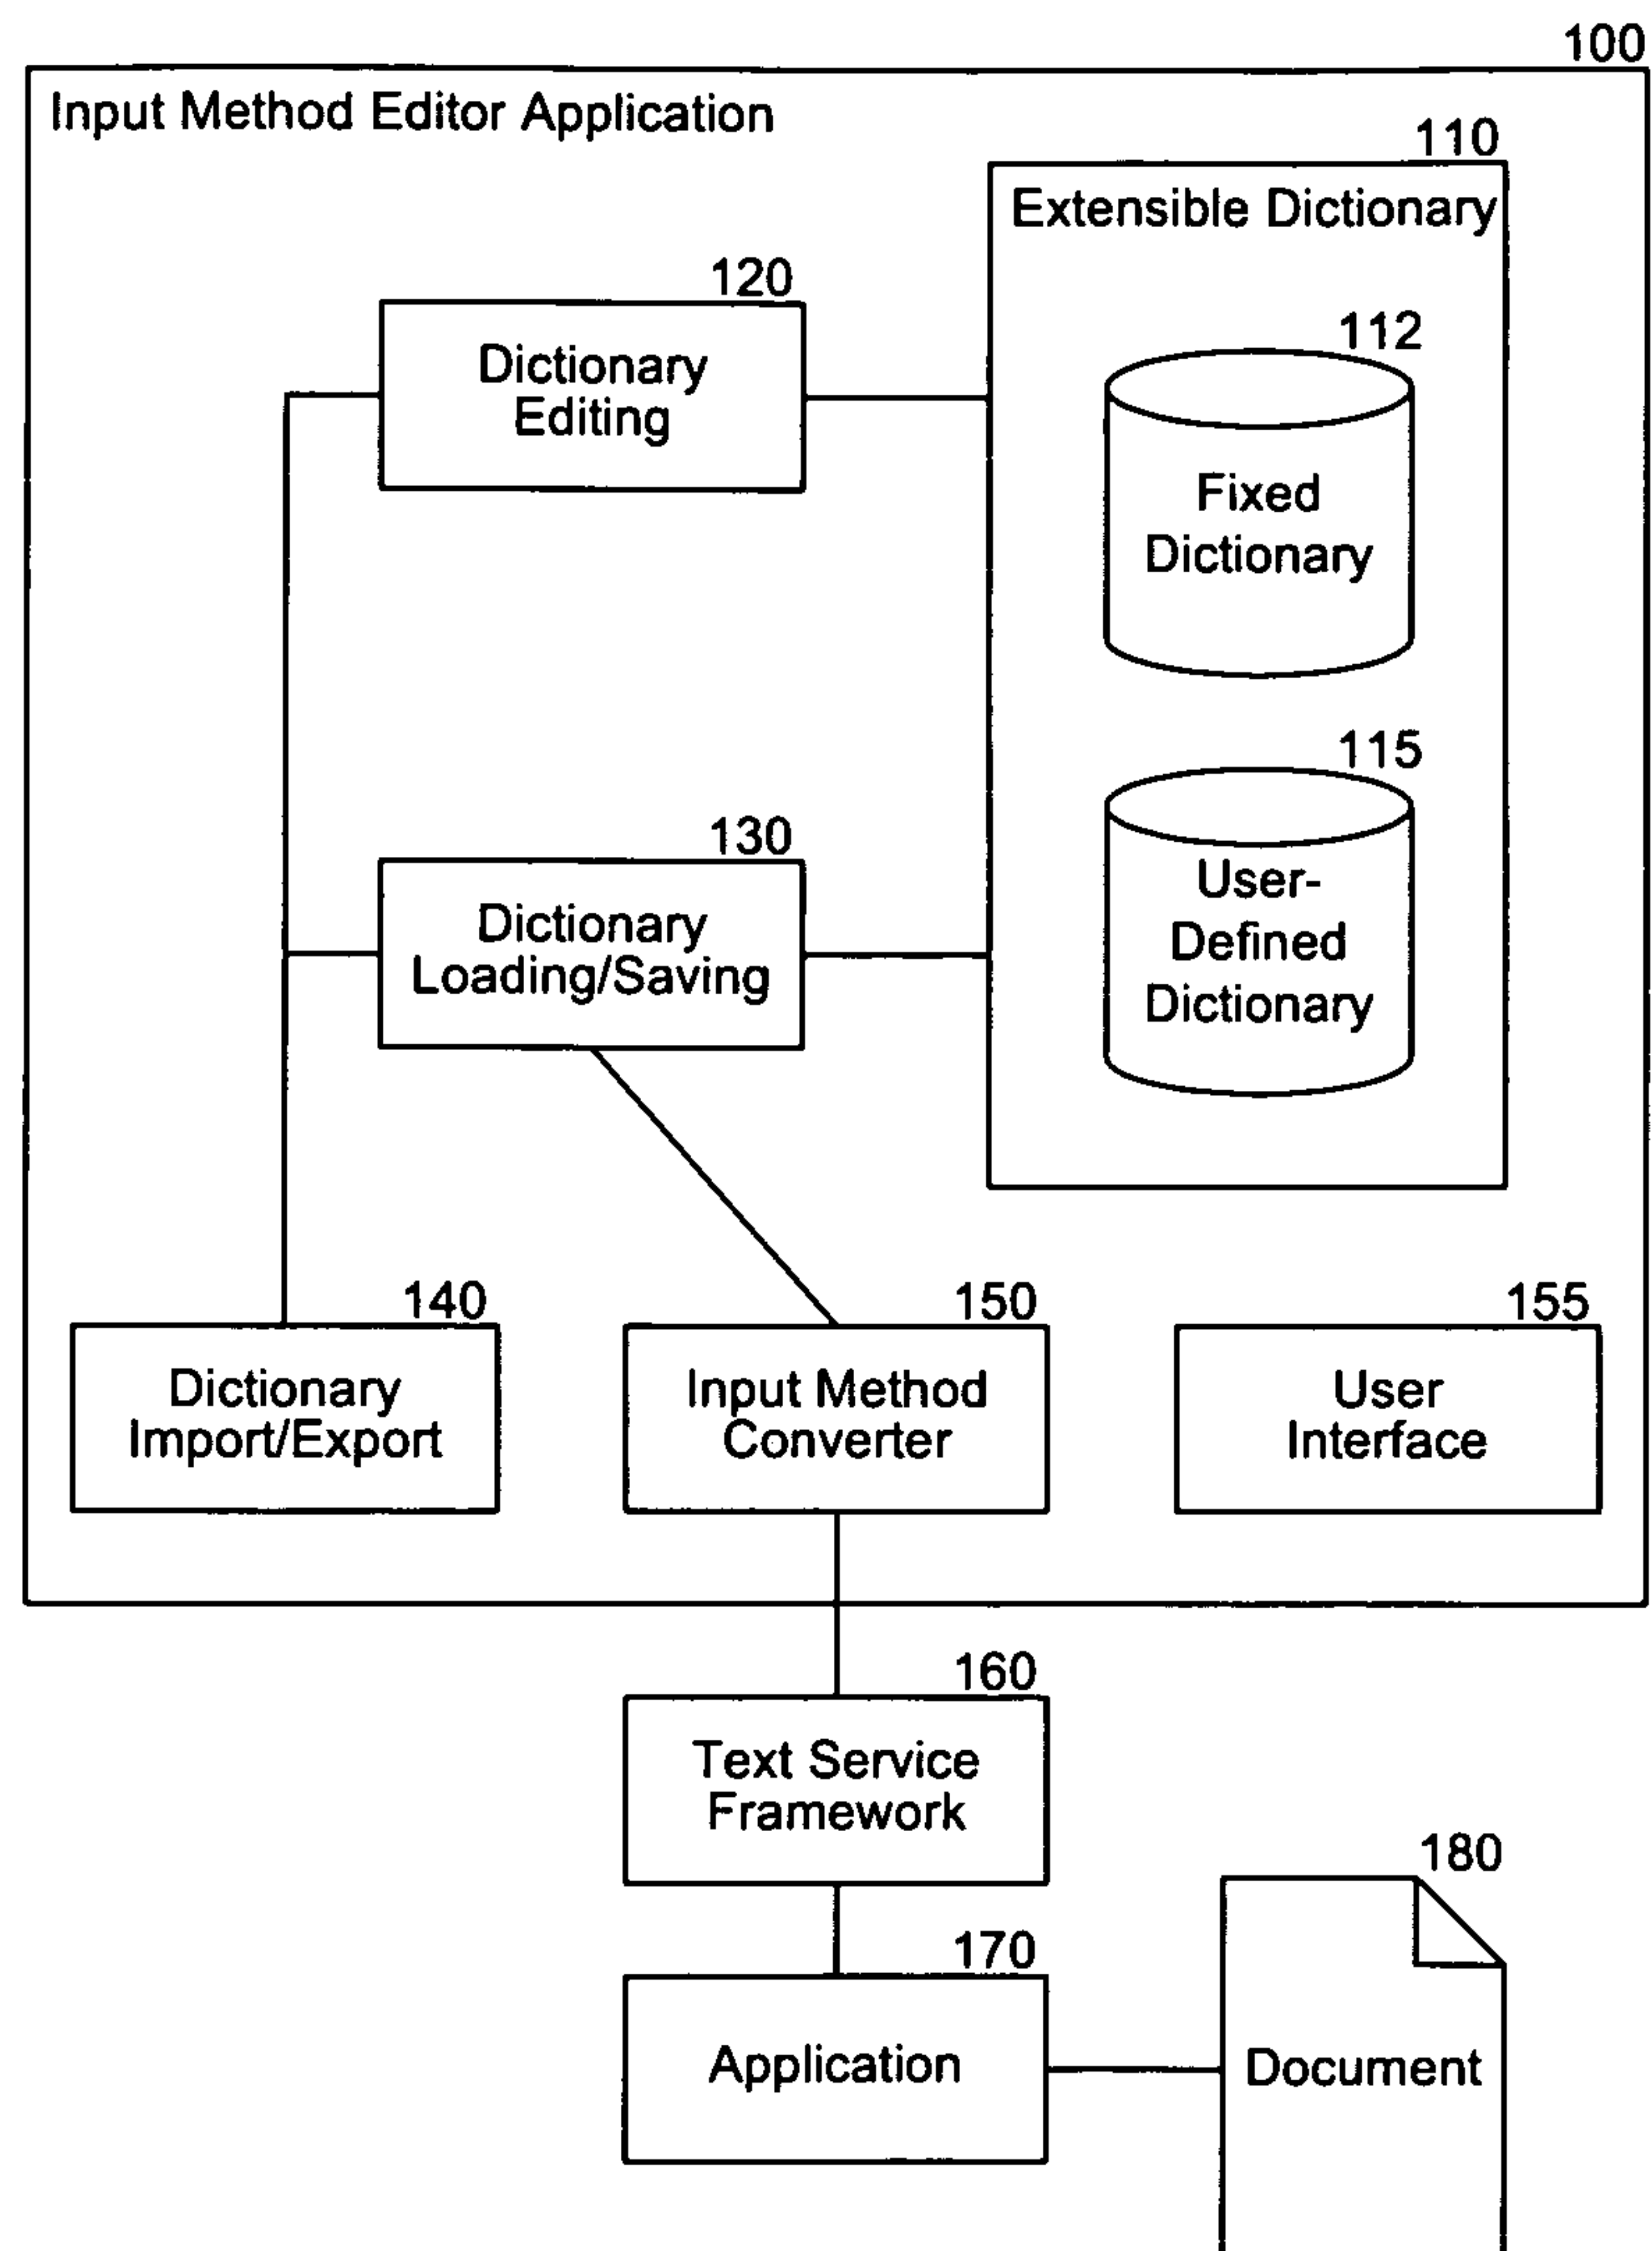 100
Input Method Editor Application
110
Extensible Dictionary
120
Dictionary
Editing
112
Fixed
Dictionary
115
User-
Defined
Dictionary
130
Dictionary
Loading/Saving
140
Dictionary
Import/Export
150
Input Method
Converter
155
User
Interface
160
Text Service
Framework
170
Application
180
Document